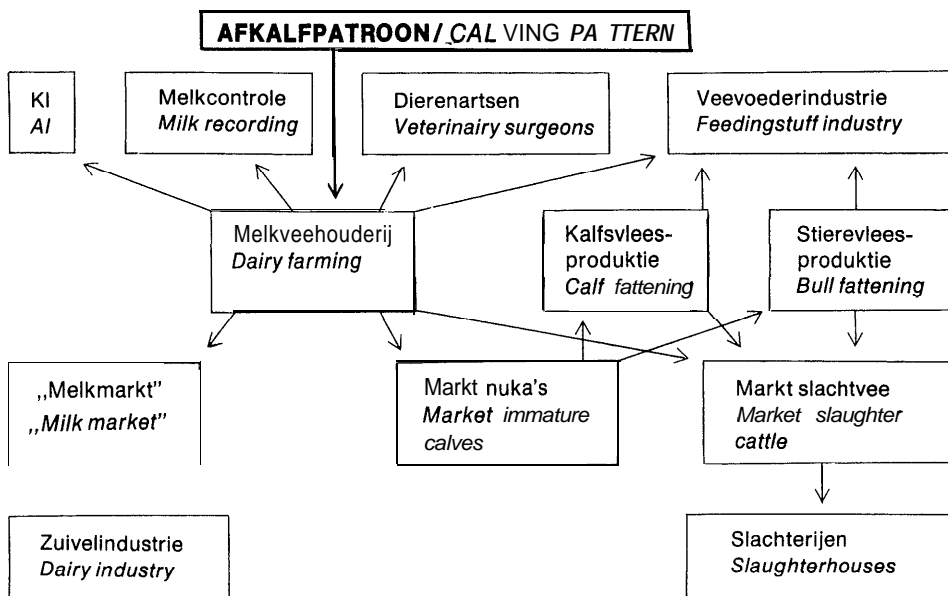 AFKALFPATROON/ CAL VING PA TTERN
KI
AI
Melkcontrole
Milk recording
Dierenartsen
Veterinairy surgeons
Veevoederindustrie
Feedingstuff industry
Melkveehouderij
Dairy farming
Kalfsvlees-
produktie
Calf fattening
Stierevlees-
produktie
Bull fattening
,,Melkmarkt"
,,Milk market"
Markt nuka's
Market immature
calves
Markt slachtvee
Market slaughter
cattle
Zuivelindustrie
Dairy industry
Slachterijen
Slaughterhouses